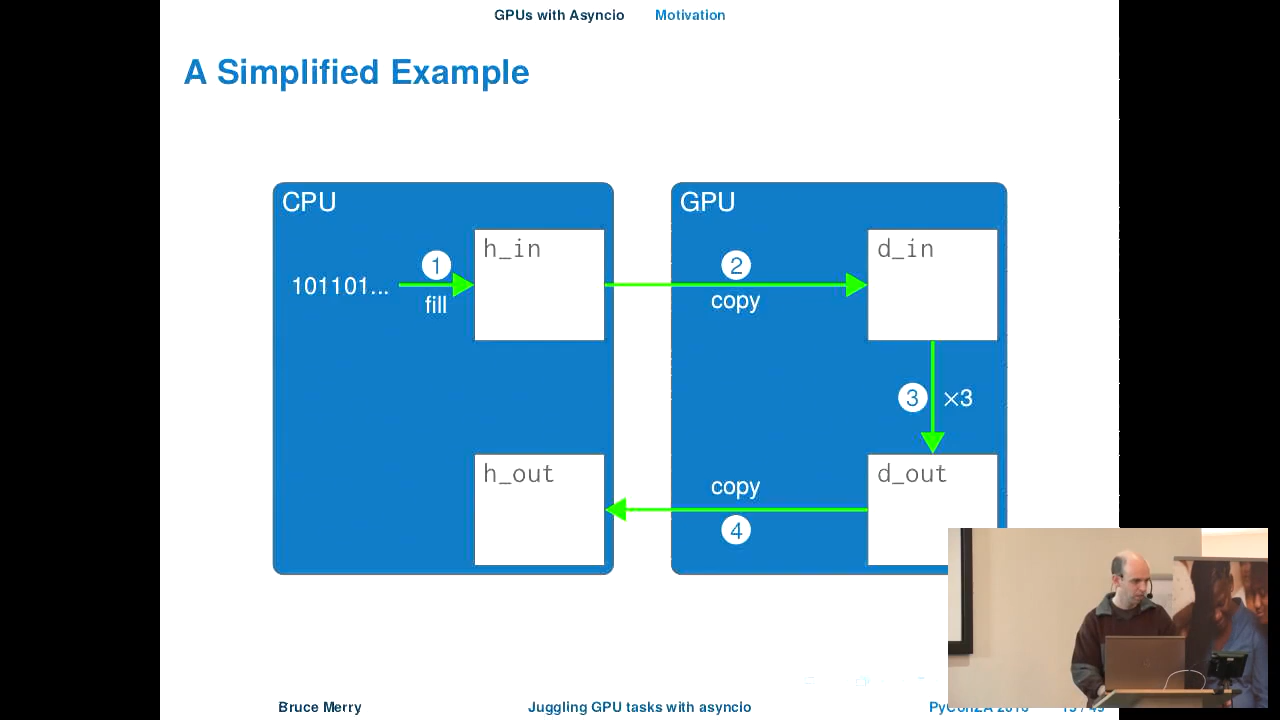 GPUs with Asyncio Motivation
A Simplified Example
CPU
101101...
1
fill
h_in
GPU
2
copy
d_in
3
×3
h_out
copy
4
d_out
Bruce Merry
Juggling GPU tasks with asyncio